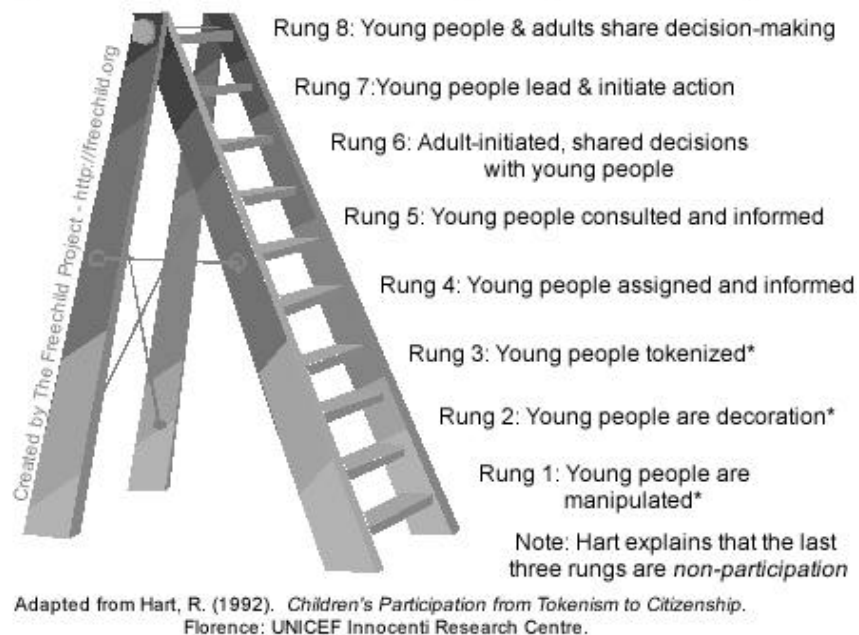 Rung 8: Young people & adults share decision-making
Rung 7:Young people lead & initiate action
Rung 6: Adult-initiated, shared decisions
with young people
Rung 5: Young people consulted and informed
Rung 4: Young people assigned and informed
Rung 3: Young people tokenized*
Rung 2: Young people are decoration*
Rung 1: Young people are
manipulated*
Note: Hart explains that the last
three rungs are non-participation
Created by The Freechild Project - http://freechild.org
Adapted from Hart, R. (1992). Children's Participation from Tokenism to Citizenship.
Florence: UNICEF Innocenti Research Centre.